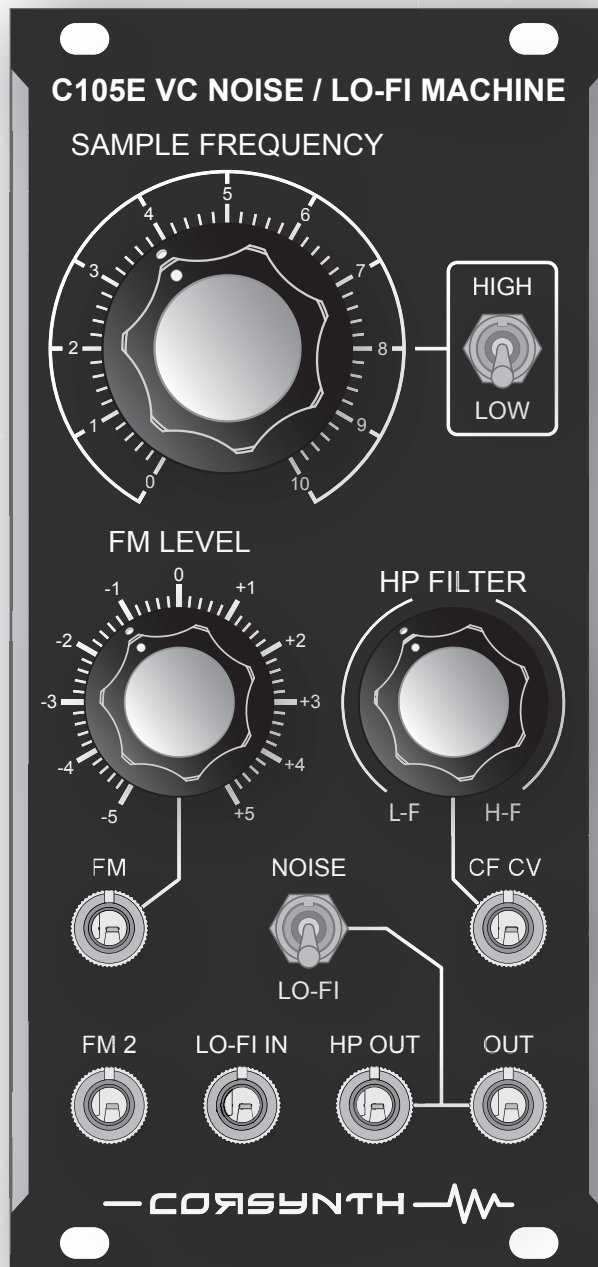 C105E VC NOISE / LO-FI MACHINE
SAMPLE FREQUENCY
0 1 2 3 4 5 6 7 8 9 10
HIGH
LOW
FM LEVEL
-5 -4 -3 -2 -1 0 +1 +2 +3 +4 +5
HP FILTER
L-F H-F
FM
NOISE
LO-FI
CF CV
FM 2
LO-FI IN
HP OUT
OUT
CORSYNTH